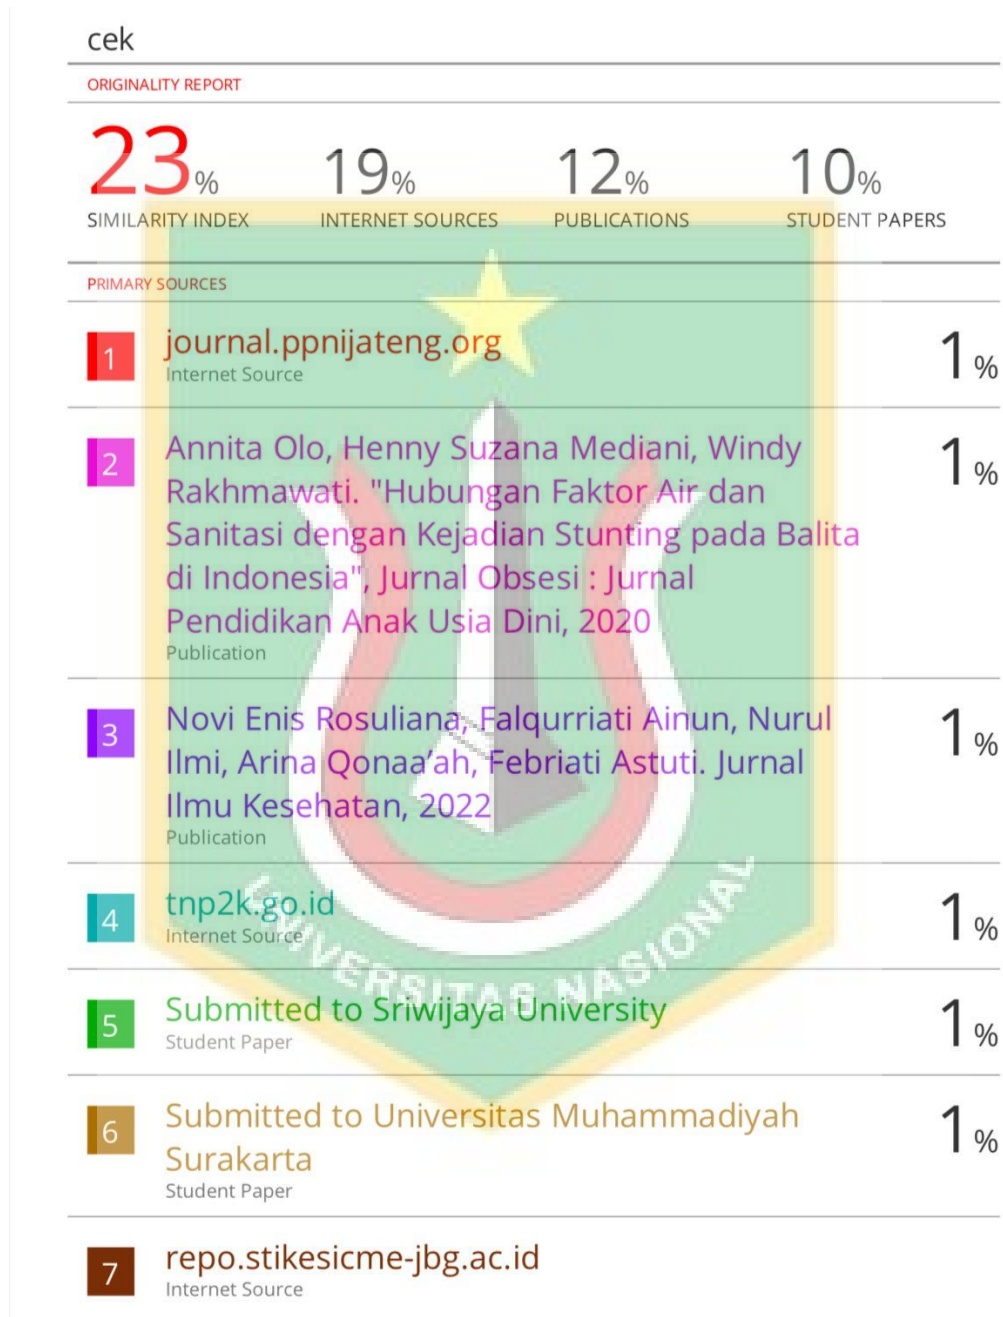 cek
ORIGINALITY REPORT
23%
19%
12%
10%
SIMILARITY INDEX
INTERNET SOURCES
PUBLICATIONS
STUDENT PAPERS
PRIMARY SOURCES
1
journal.ppnijateng.org
Internet Source
1%
2
Annita Olo, Henny Suzana Mediani, Windy
Rakhmawati. "Hubungan Faktor Air dan
Sanitasi dengan Kejadian Stunting pada Balita
di Indonesia", Jurnal Obsesi : Jurnal
Pendidikan Anak Usia Dini, 2020
Publication
1%
3
Novi Enis Rosuliana, Falqurriati Ainun, Nurul
Ilmi, Arina Qonaa'ah, Febriati Astuti. Jurnal
Ilmu Kesehatan, 2022
Publication
1%
4
tnp2k.go.id
Internet Source
1%
5
Submitted to Sriwijaya University
Student Paper
1%
6
Submitted to Universitas Muhammadiyah
Surakarta
Student Paper
1%
7
repo.stikesicme-jbg.ac.id
Internet Source
UNIVERSITAS NASIONAL